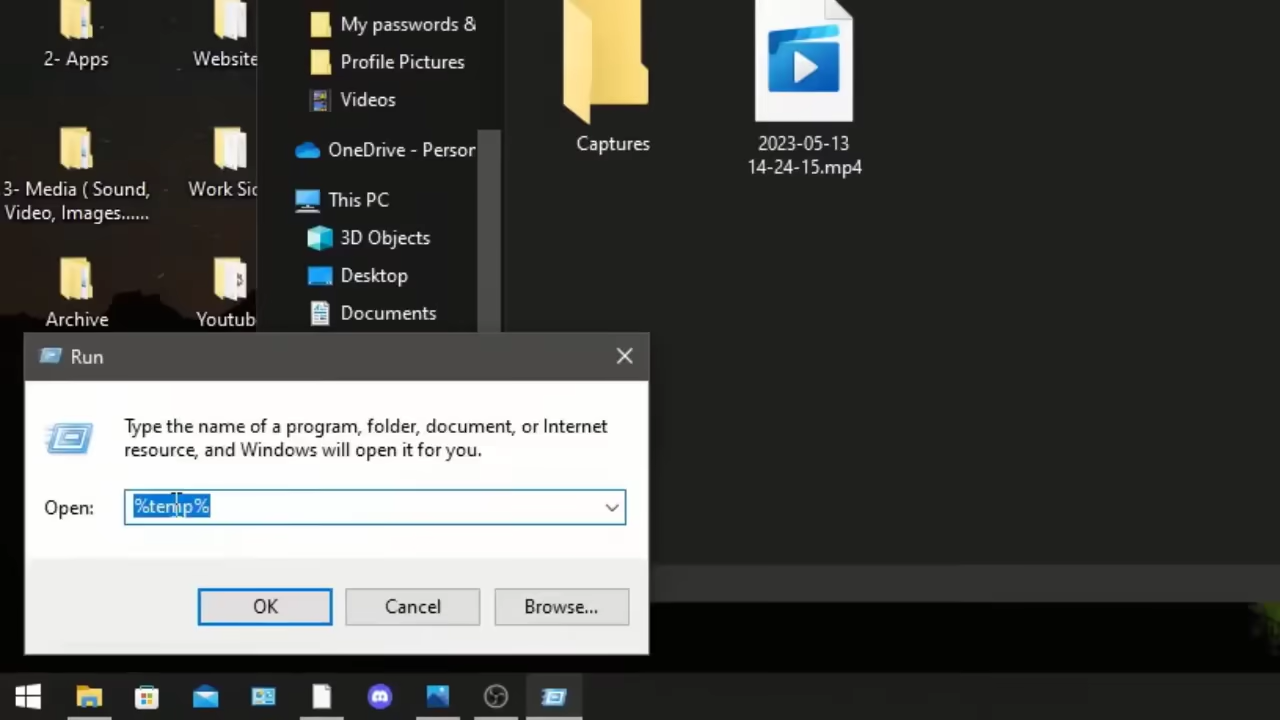 2- Apps
Website
3- Media ( Sound,
Video, Images......
Work Sid
Archive
Youtub
My passwords &
Profile Pictures
Videos
OneDrive - Person
This PC
3D Objects
Desktop
Documents
Captures
2023-05-13
14-24-15.mp4
Run
Type the name of a program, folder, document, or Internet
resource, and Windows will open it for you.
Open:
%temp%
OK
Cancel
Browse...